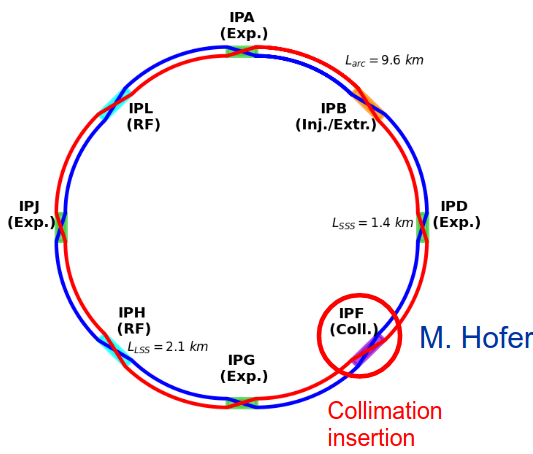 IPA
(Exp.)
L_arc = 9.6 km
IPL
(RF)
IPB
(Inj./Extr.)
IPJ
(Exp.)
L_SSS = 1.4 km
IPD
(Exp.)
IPH
(RF)
L_LSS = 2.1 km
IPF
(Coll.)
M. Hofer
IPG
(Exp.)
Collimation
insertion